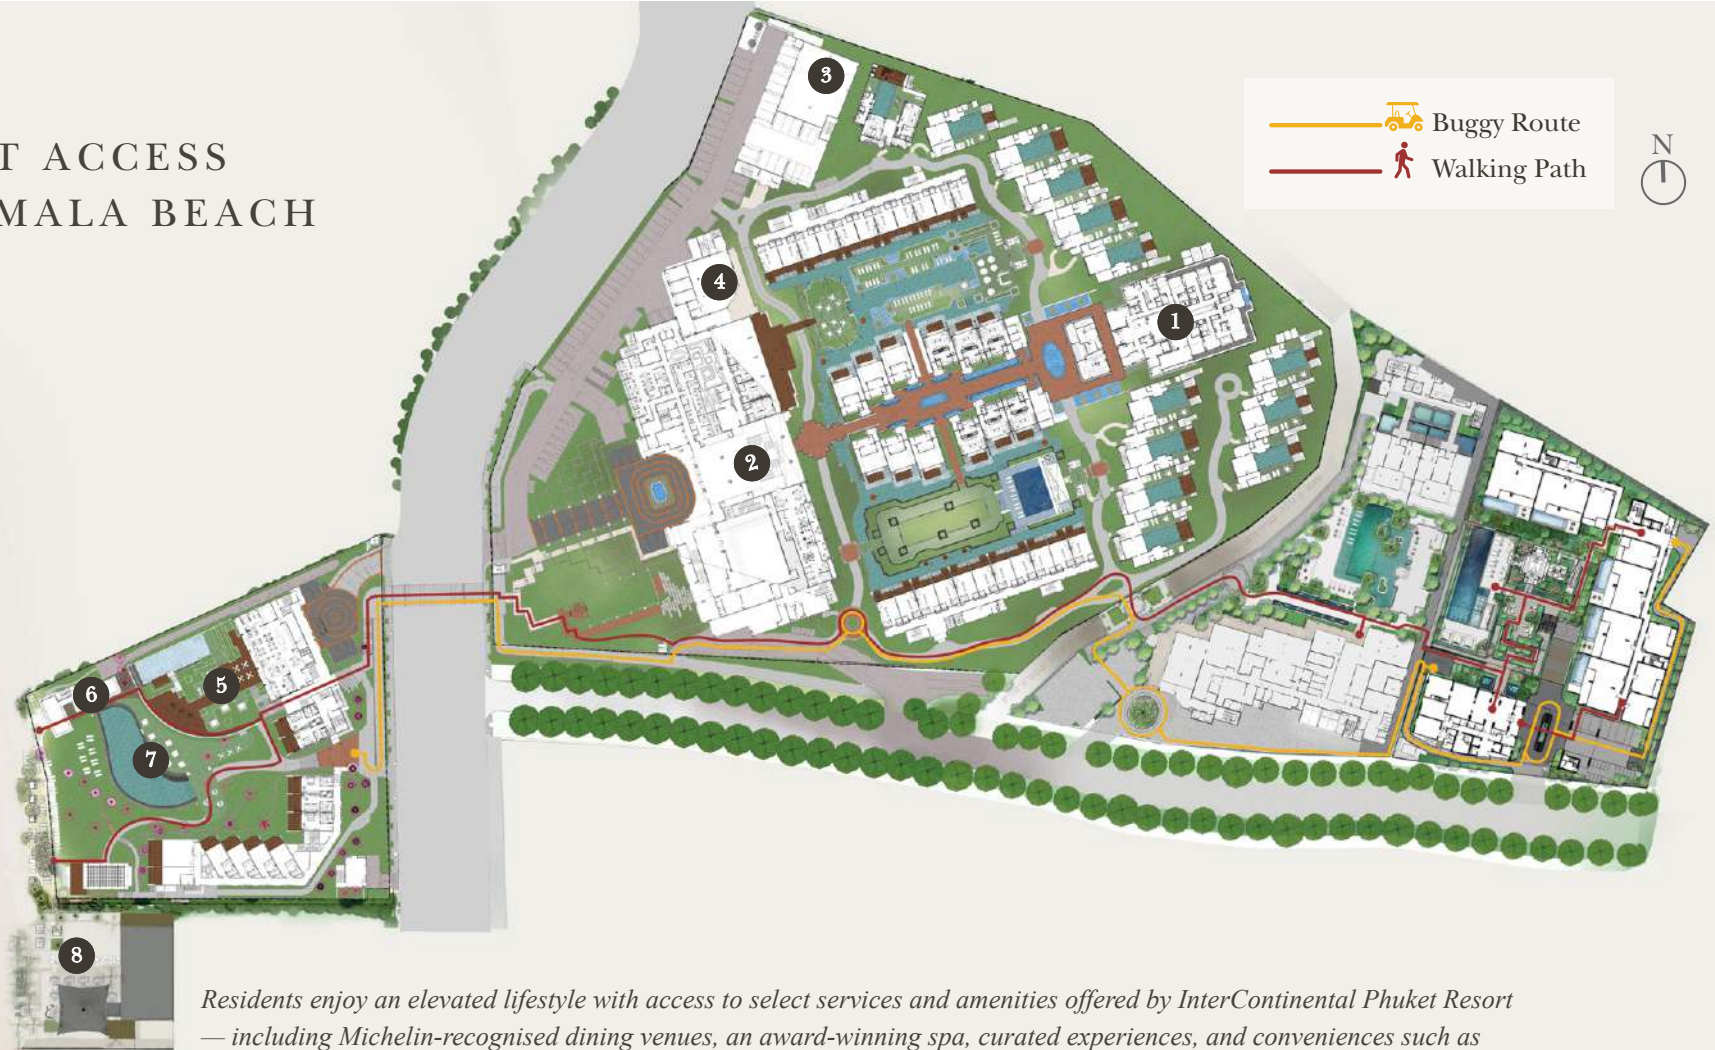 T ACCESS
MALA BEACH
Buggy Route
Walking Path
N
3
4
1
2
5
6
7
8
Residents enjoy an elevated lifestyle with access to select services and amenities offered by InterContinental Phuket Resort
— including Michelin-recognised dining venues, an award-winning spa, curated experiences, and conveniences such as